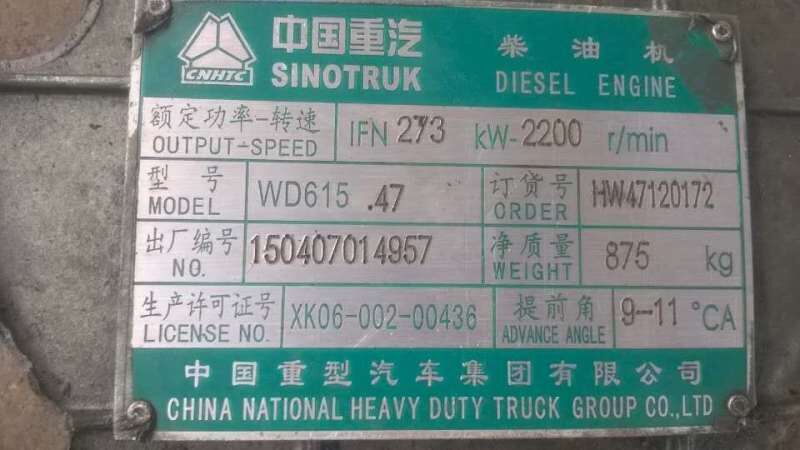 CNHTC
中国重汽 柴油机
SINOTRUK DIESEL ENGINE
额定功率-转速 IFN 273 kW-2200 r/min
OUTPUT-SPEED
型号 WD615 .47 订货号 HW47120172
MODEL ORDER
出厂编号 150407014957 净质量 875 kg
NO. WEIGHT
生产许可证号 XK06-002-00436 提前角 9-11 °CA
LICENSE NO. ADVANCE ANGLE
中国重型汽车集团有限公司
CHINA NATIONAL HEAVY DUTY TRUCK GROUP CO.,LTD